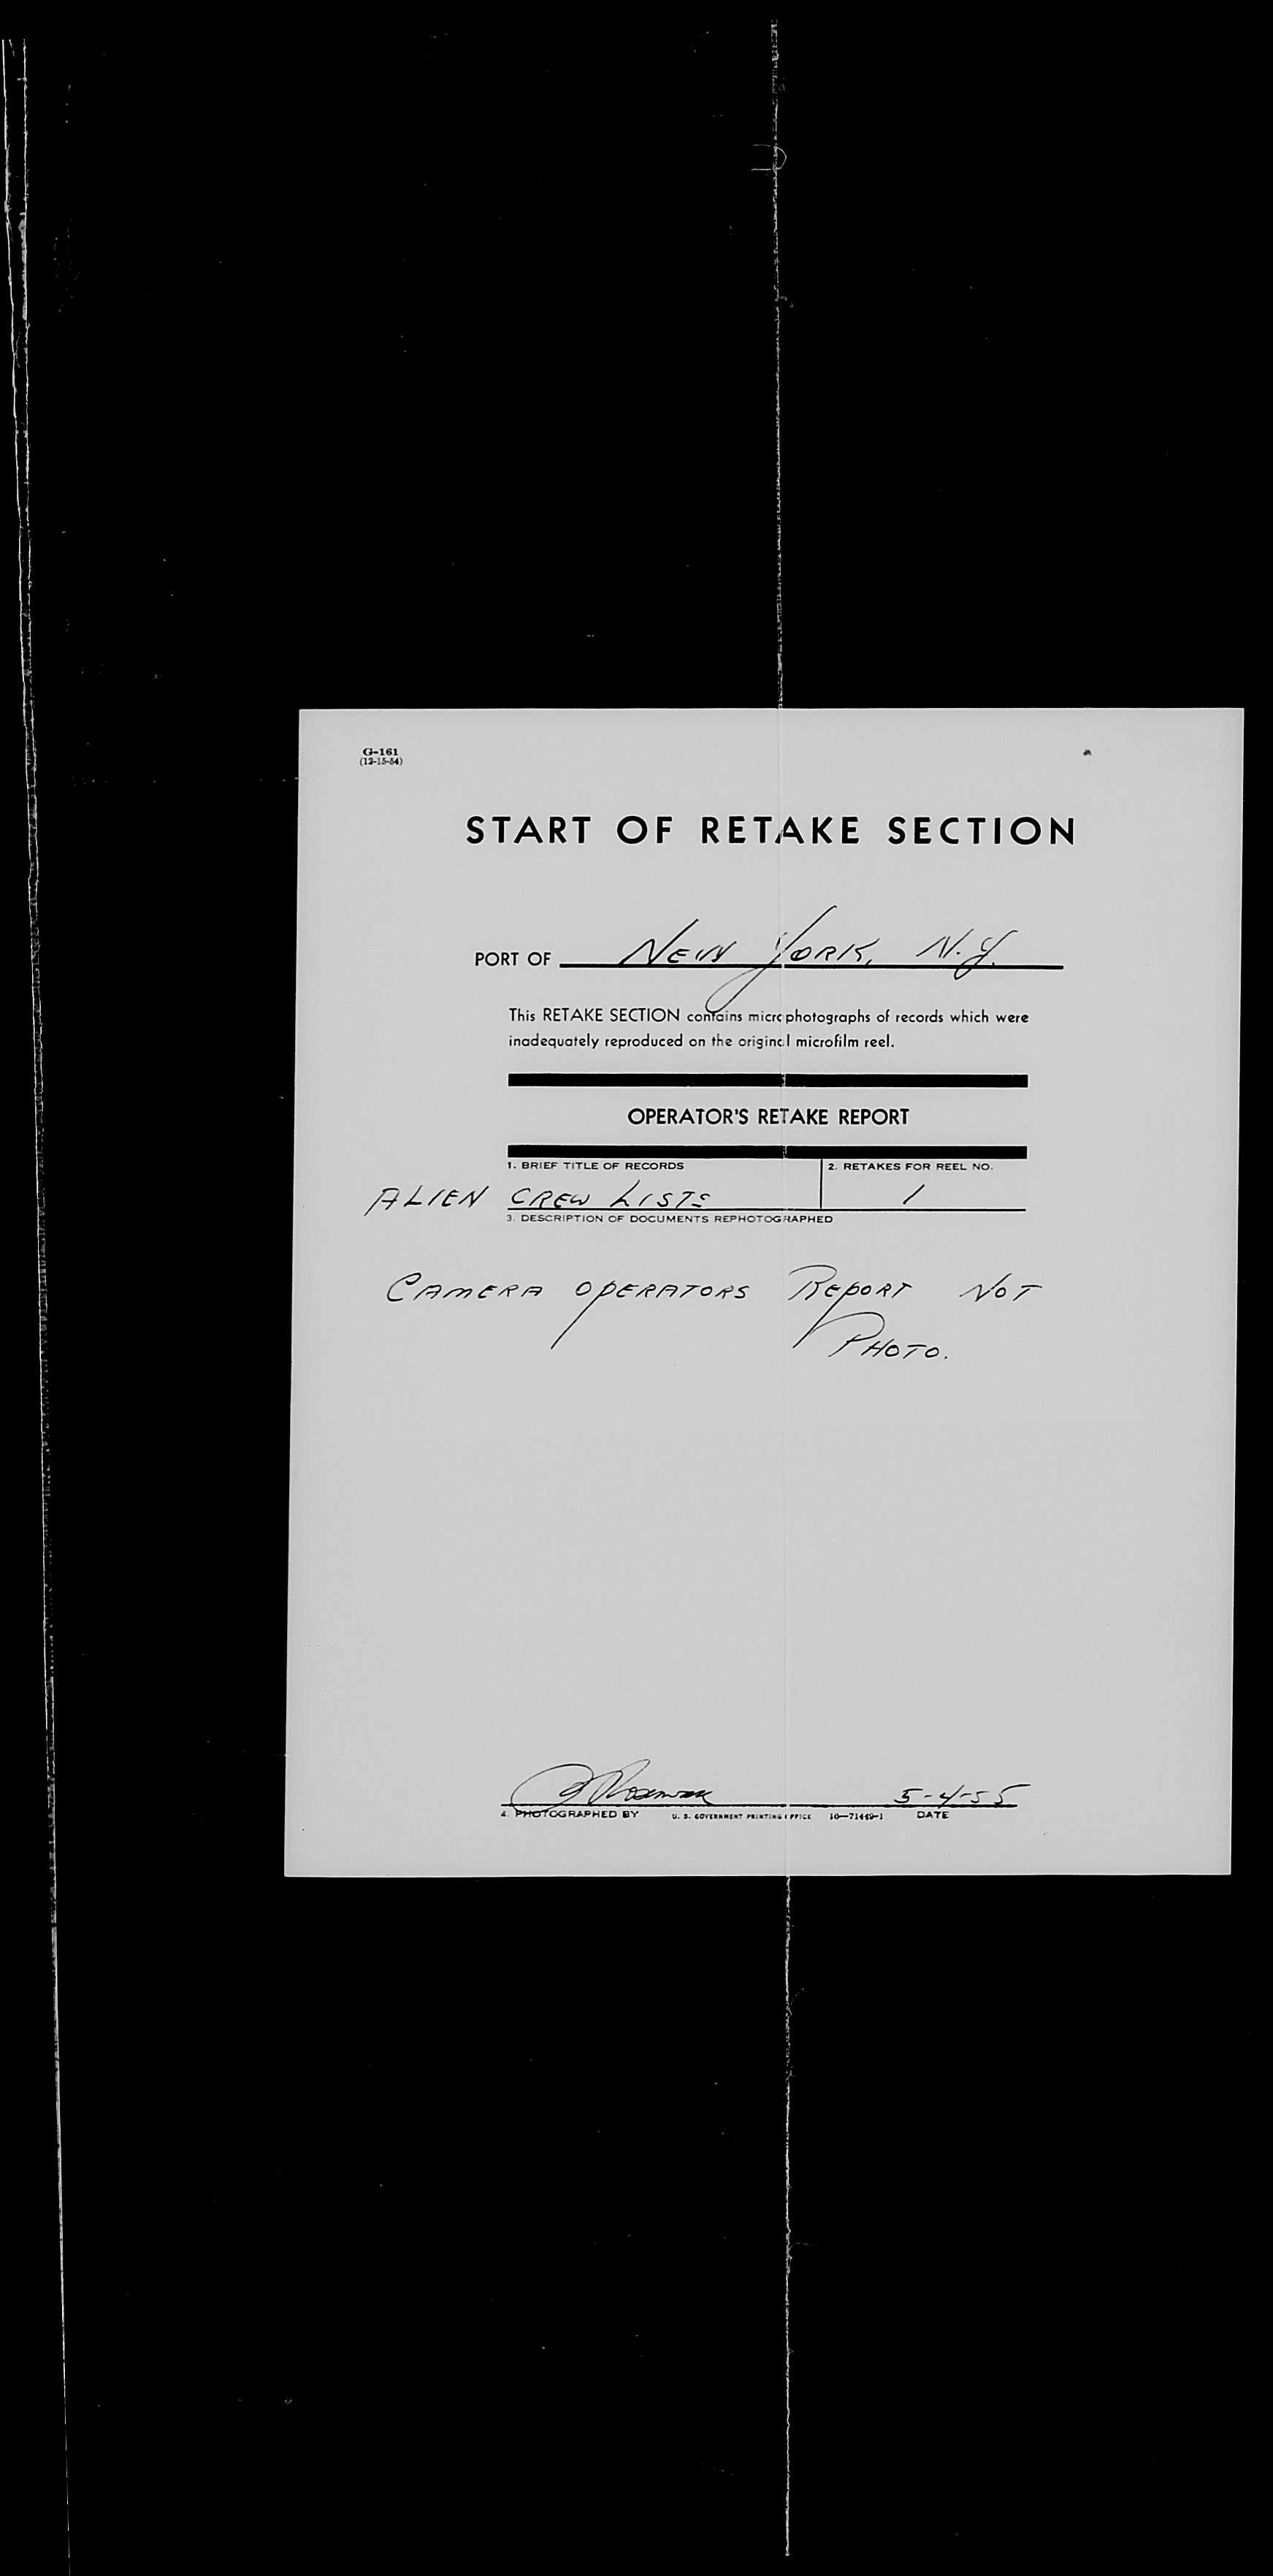 G-161
(12-15-54)
START OF RETAKE SECTION
PORT OF NEW YORK, N.Y.
This RETAKE SECTION contains microphotographs of records which were
inadequately reproduced on the original microfilm reel.
OPERATOR'S RETAKE REPORT
1. BRIEF TITLE OF RECORDS 2. RETAKES FOR REEL NO.
ALIEN CREW LISTS 1
3. DESCRIPTION OF DOCUMENTS REPHOTOGRAPHED
CAMERA OPERATORS REPORT NOT
PHOTO.
5-4-55
4. PHOTOGRAPHED BY U. S. GOVERNMENT PRINTING OFFICE 16—71449-1 DATE